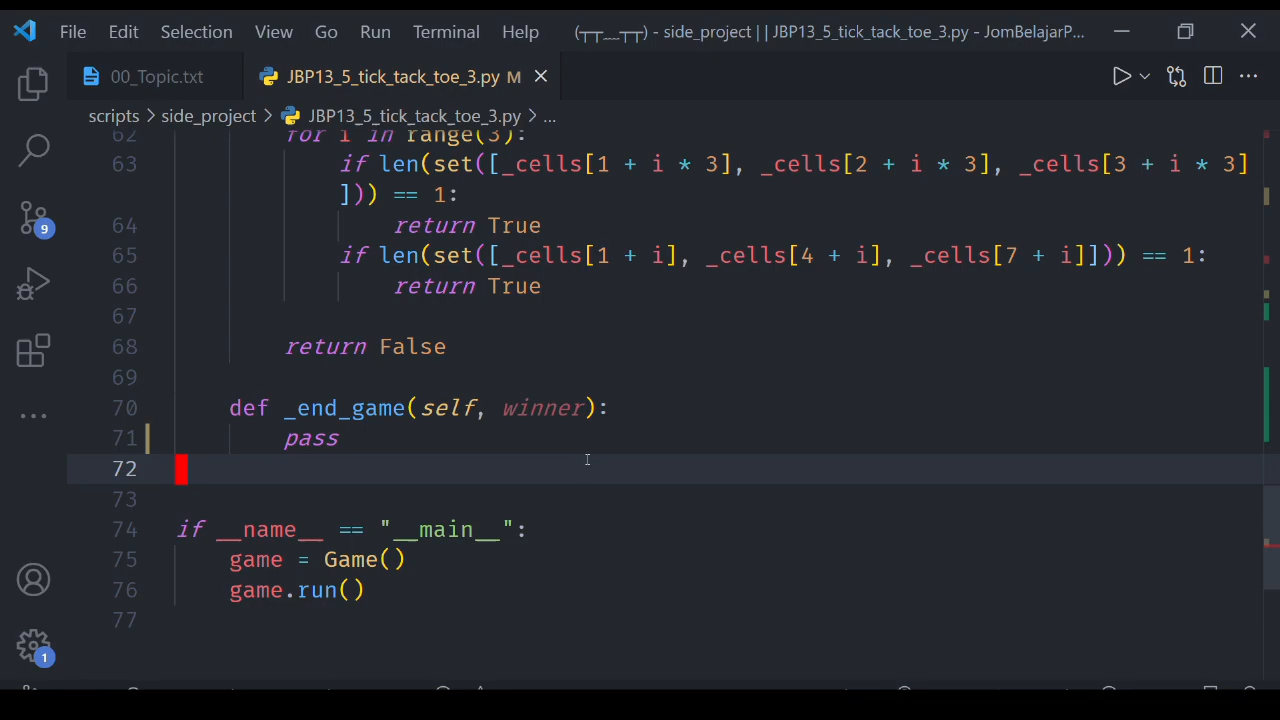 File Edit Selection View Go Run Terminal Help (┬┬﹏┬┬) - side_project | | JBP13_5_tick_tack_toe_3.py - JomBelajarP...
00_Topic.txt JBP13_5_tick_tack_toe_3.py M
scripts > side_project > JBP13_5_tick_tack_toe_3.py > ...
62 for i in range(3):
63 if len(set([_cells[1 + i * 3], _cells[2 + i * 3], _cells[3 + i * 3]
])) == 1:
64 return True
65 if len(set([_cells[1 + i], _cells[4 + i], _cells[7 + i]])) == 1:
66 return True
67
68 return False
69
70 def _end_game(self, winner):
71 pass
72
73
74 if __name__ == "__main__":
75 game = Game()
76 game.run()
77
9
1